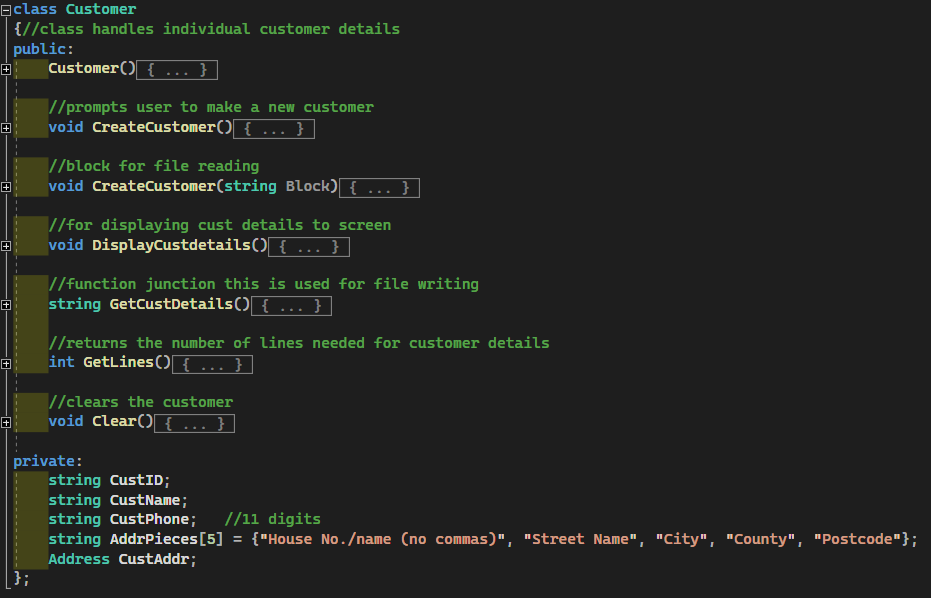 class Customer
{//class handles individual customer details
public:
Customer(){ ... }
//prompts user to make a new customer
void CreateCustomer(){ ... }
//block for file reading
void CreateCustomer(string Block){ ... }
//for displaying cust details to screen
void DisplayCustdetails(){ ... }
//function junction this is used for file writing
string GetCustDetails(){ ... }
//returns the number of lines needed for customer details
int GetLines(){ ... }
//clears the customer
void Clear(){ ... }
private:
string CustID;
string CustName;
string CustPhone;   //11 digits
string AddrPieces[5] = {"House No./name (no commas)", "Street Name", "City", "County", "Postcode"};
Address CustAddr;
};